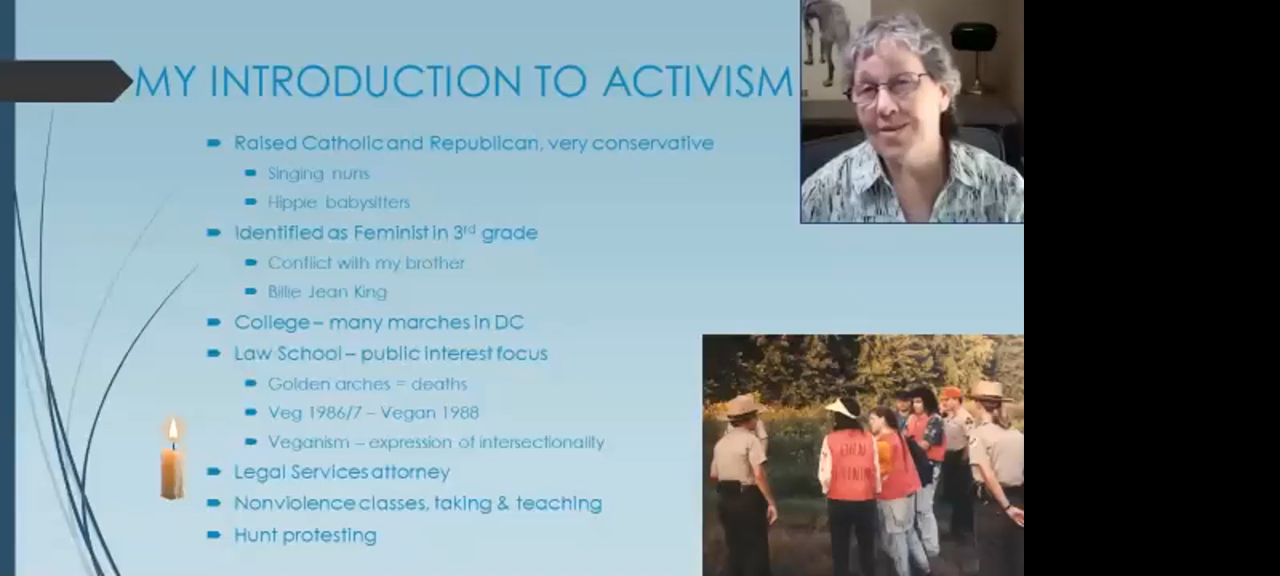 MY INTRODUCTION TO ACTIVISM
Raised Catholic and Republican, very conservative
Singing nuns
Hippie babysitters
Identified as Feminist in 3rd grade
Conflict with my brother
Billie Jean King
College – many marches in DC
Law School – public interest focus
Golden arches = deaths
Veg 1986/7 – Vegan 1988
Veganism – expression of intersectionality
Legal Services attorney
Nonviolence classes, taking & teaching
Hunt protesting